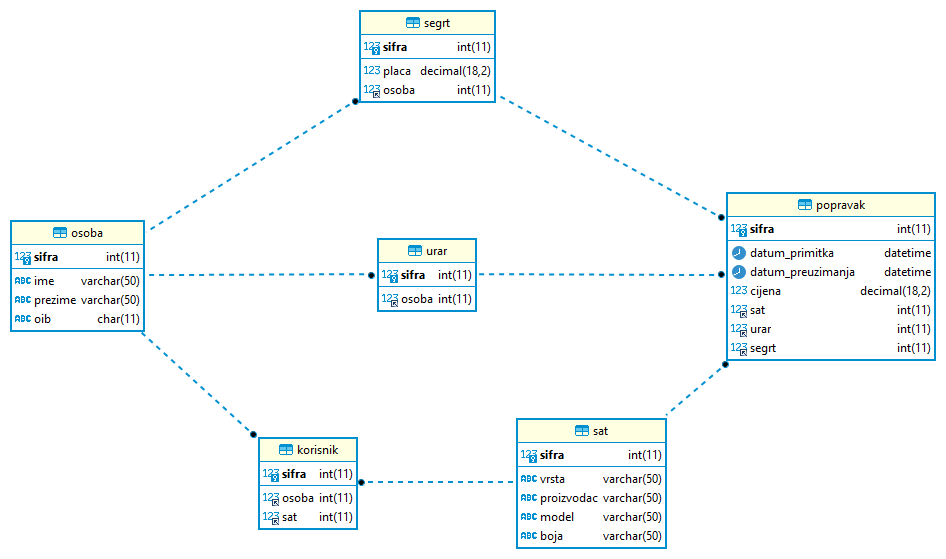 segrt
123 sifra int(11)
123 placa decimal(18,2)
123 osoba int(11)
osoba
123 sifra int(11)
ABC ime varchar(50)
ABC prezime varchar(50)
ABC oib char(11)
urar
123 sifra int(11)
123 osoba int(11)
popravak
123 sifra int(11)
datum_primitka datetime
datum_preuzimanja datetime
123 cijena decimal(18,2)
123 sat int(11)
123 urar int(11)
123 segrt int(11)
korisnik
123 sifra int(11)
123 osoba int(11)
123 sat int(11)
sat
123 sifra int(11)
ABC vrsta varchar(50)
ABC proizvodac varchar(50)
ABC model varchar(50)
ABC boja varchar(50)